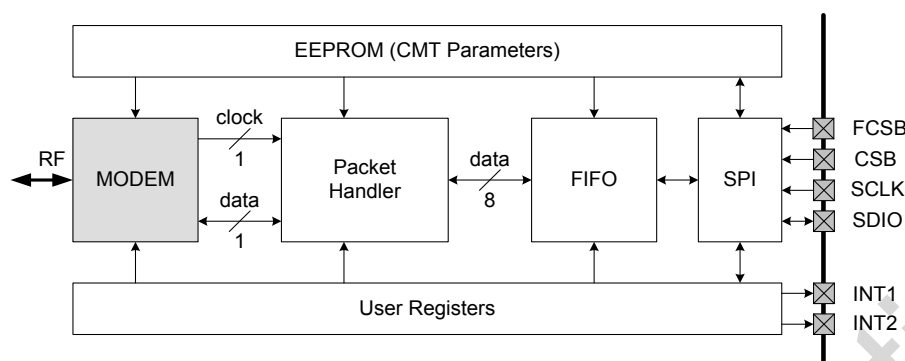 EEPROM (CMT Parameters)
RF
MODEM
clock
1
data
1
Packet
Handler
data
8
FIFO
SPI
FCSB
CSB
SCLK
SDIO
User Registers
INT1
INT2